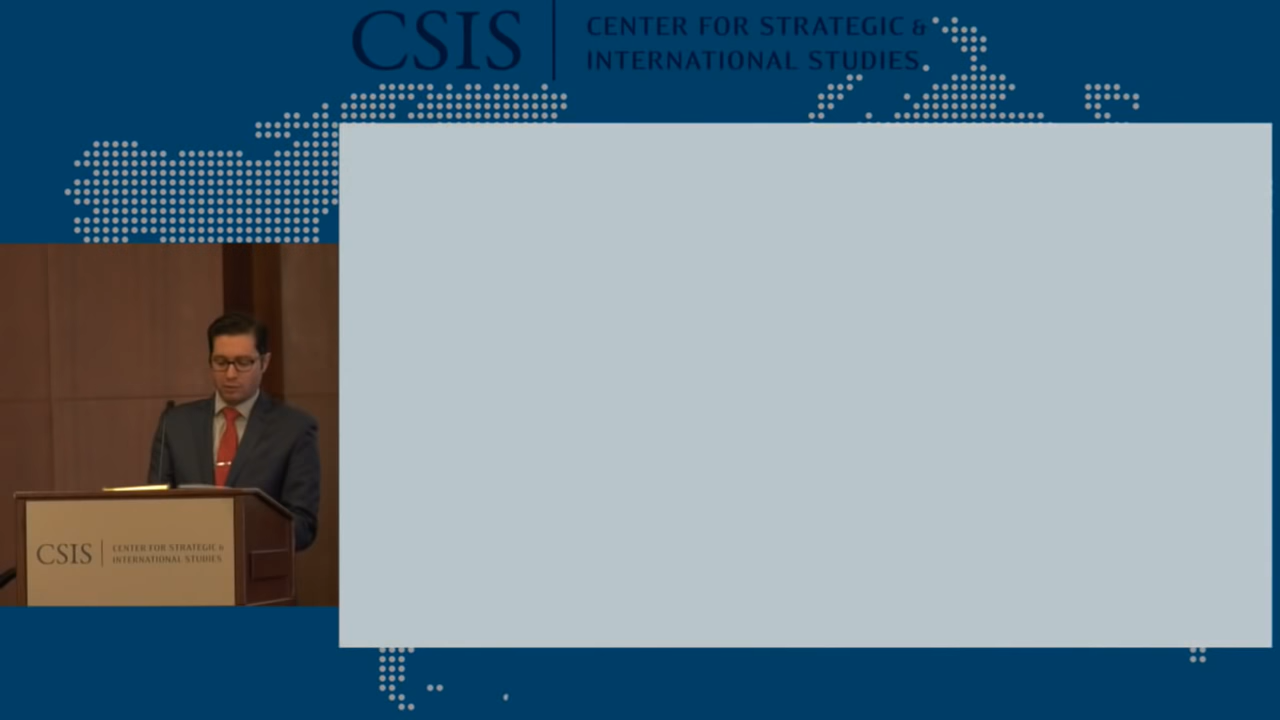 CSIS
CENTER FOR STRATEGIC &
INTERNATIONAL STUDIES
CSIS
CENTER FOR STRATEGIC &
INTERNATIONAL STUDIES